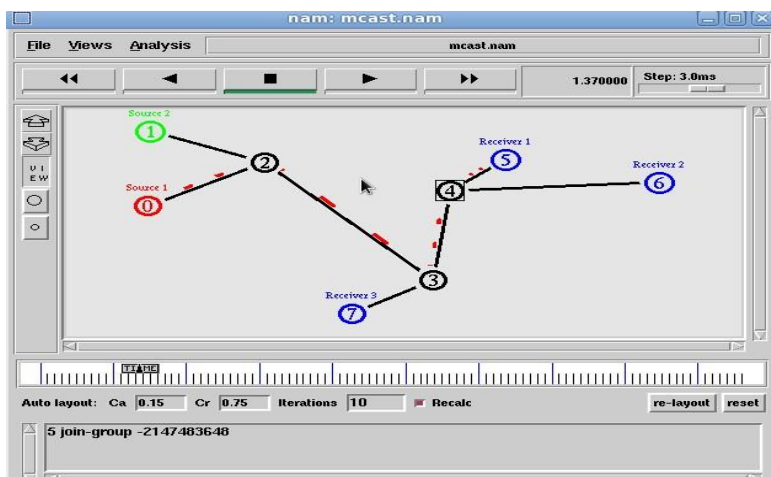 nam: mcast.nam
File Views Analysis mcast.nam
1.370000 Step: 3.0ms
VI
EW
Source 2
1
2
Source 1
0
Receiver 1
5
4
Receiver 2
6
3
Receiver 3
7
TIME
Auto layout: Ca 0.15 Cr 0.75 Iterations 10 Recalc re-layout reset
5 join-group -2147483648